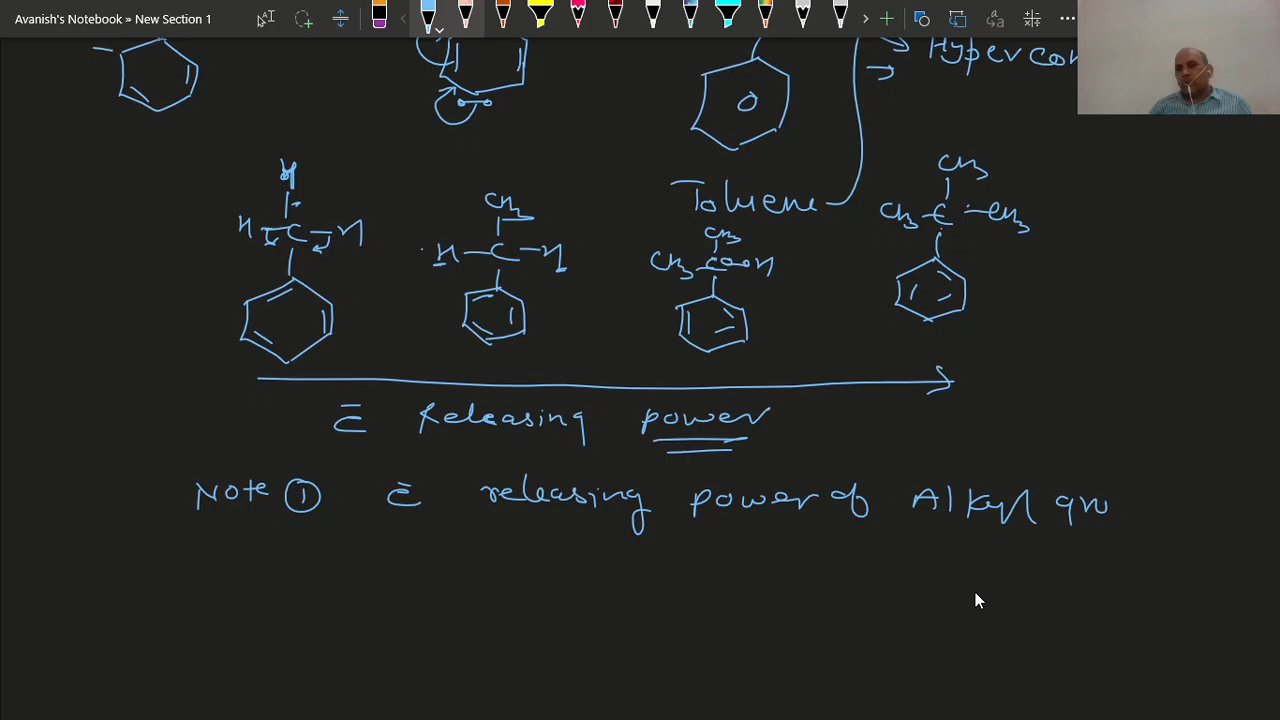 Avanish's Notebook » New Section 1
Hypercon
Toluene
H
H C H
CH3
H C H
CH3
CH3 C H
CH3
CH3 C CH3
ē Releasing power
Note ① ē releasing power of Alkyl gro